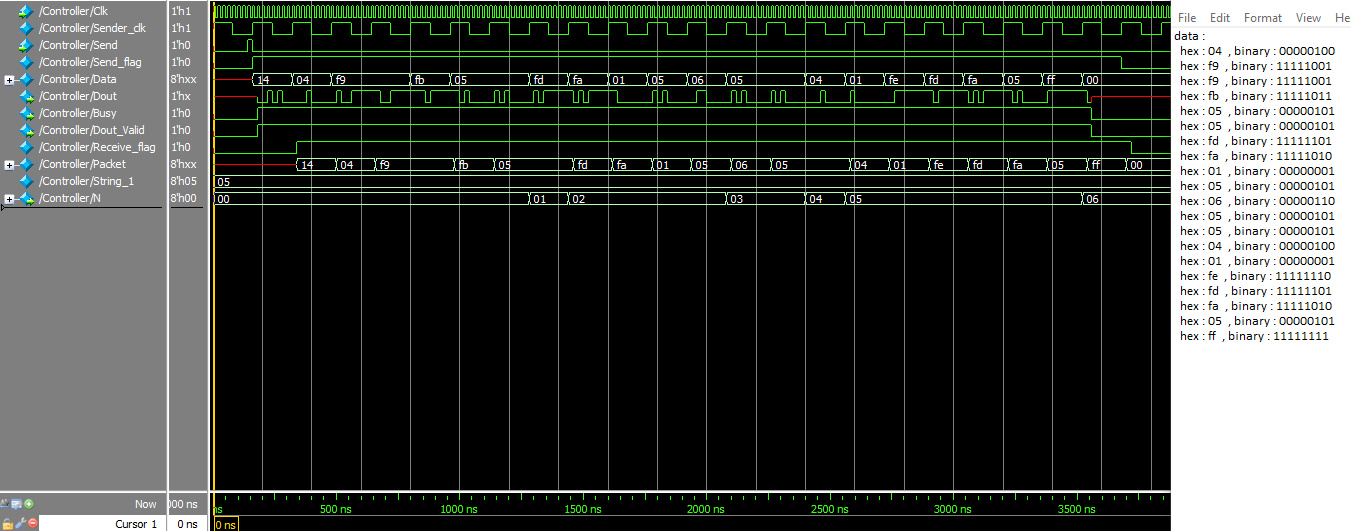 /Controller/Clk 1'h1
/Controller/Sender_clk 1'h1
/Controller/Send 1'h0
/Controller/Send_flag 1'h0
/Controller/Data 8'hxx 14 04 f9 fb 05 fd fa 01 05 06 05 04 01 fe fd fa 05 ff 00
/Controller/Dout 1'hx
/Controller/Busy 1'h0
/Controller/Dout_Valid 1'h0
/Controller/Receive_flag 1'h0
/Controller/Packet 8'hxx 14 04 f9 fb 05 fd fa 01 05 06 05 04 01 fe fd fa 05 ff 00
/Controller/String_1 8'h05 05
/Controller/N 8'h00 00 01 02 03 04 05 06
Now 000 ns ns 500 ns 1000 ns 1500 ns 2000 ns 2500 ns 3000 ns 3500 ns
Cursor 1 0 ns 0 ns
File Edit Format View He
data :
hex : 04 , binary : 00000100
hex : f9 , binary : 11111001
hex : f9 , binary : 11111001
hex : fb , binary : 11111011
hex : 05 , binary : 00000101
hex : 05 , binary : 00000101
hex : fd , binary : 11111101
hex : fa , binary : 11111010
hex : 01 , binary : 00000001
hex : 05 , binary : 00000101
hex : 06 , binary : 00000110
hex : 05 , binary : 00000101
hex : 05 , binary : 00000101
hex : 04 , binary : 00000100
hex : 01 , binary : 00000001
hex : fe , binary : 11111110
hex : fd , binary : 11111101
hex : fa , binary : 11111010
hex : 05 , binary : 00000101
hex : ff , binary : 11111111